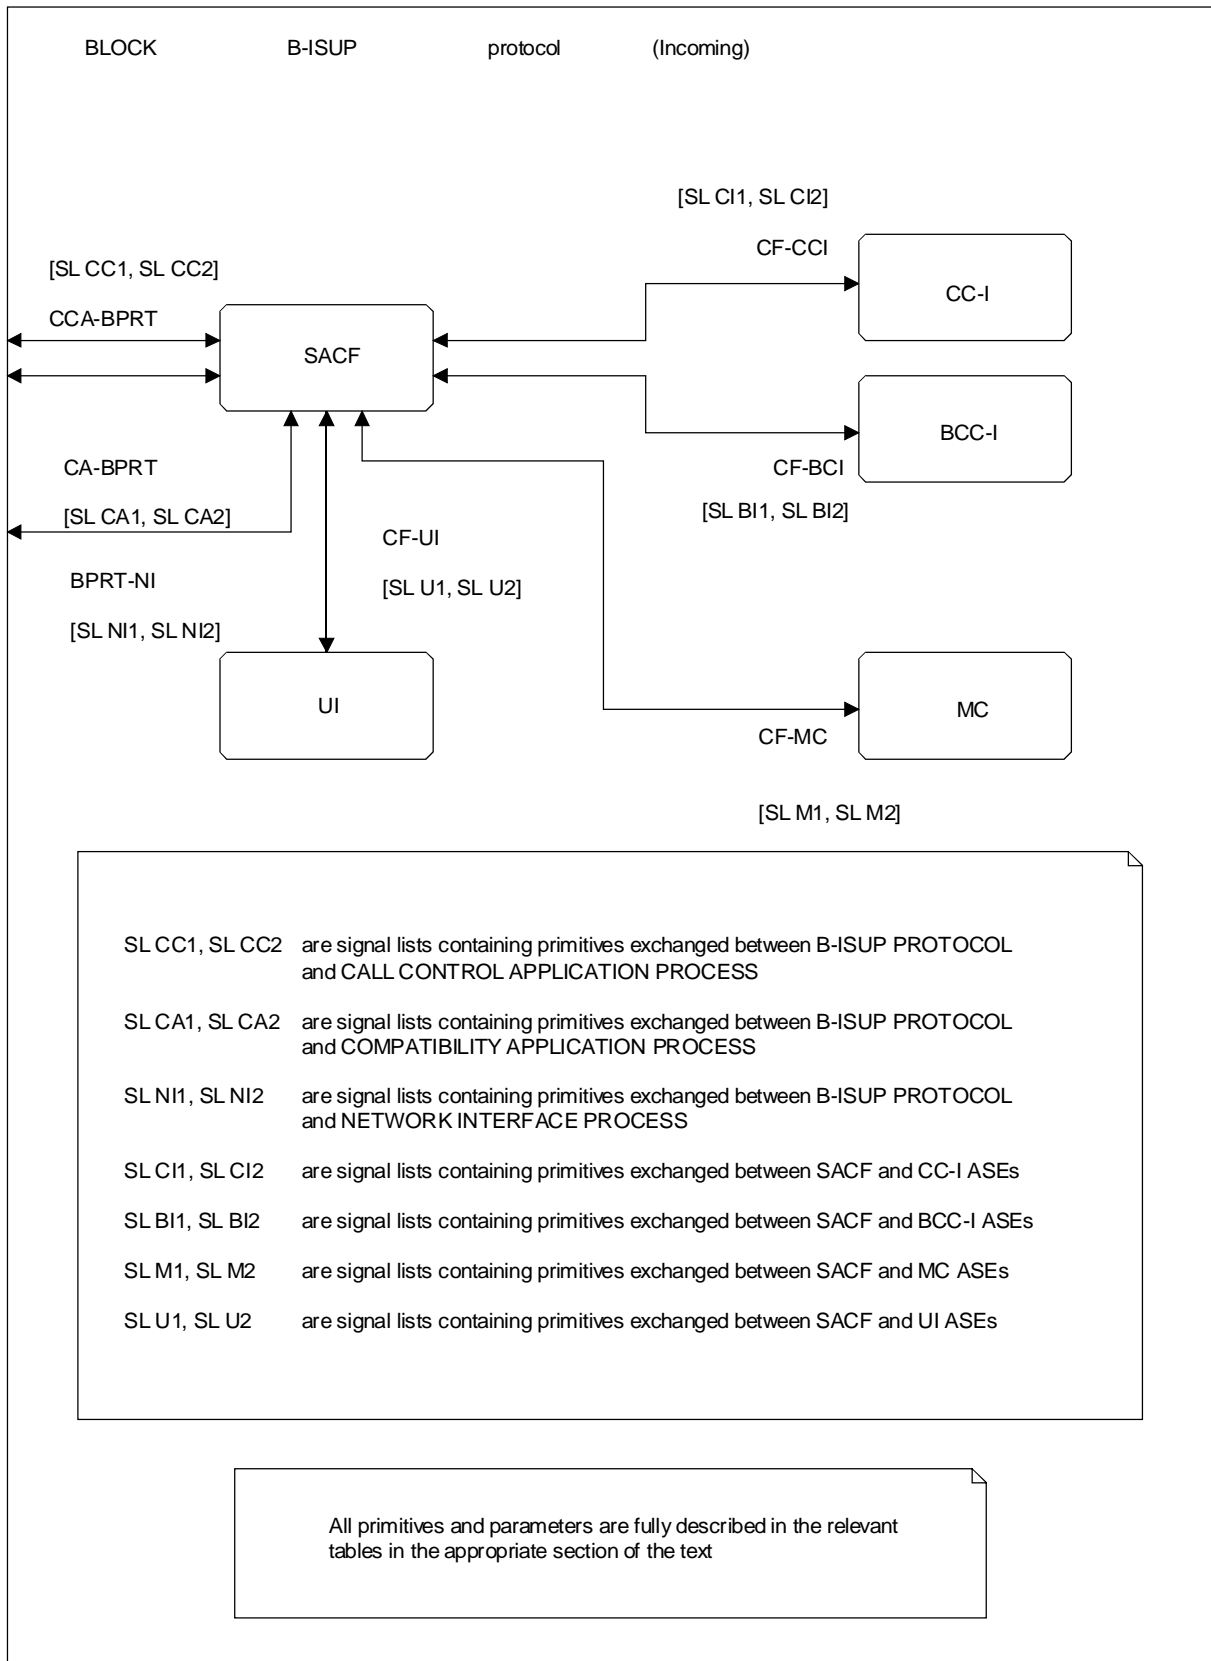 BLOCK B-ISUP protocol (Incoming)
[SL CI1, SL CI2]
CF-CCI
[SL CC1, SL CC2]
CC-I
CCA-BPRT
SACF
BCC-I
CA-BPRT
CF-BCI
[SL CA1, SL CA2]
[SL BI1, SL BI2]
CF-UI
BPRT-NI
[SL U1, SL U2]
[SL NI1, SL NI2]
UI
MC
CF-MC
[SL M1, SL M2]
SL CC1, SL CC2 are signal lists containing primitives exchanged between B-ISUP PROTOCOL
and CALL CONTROL APPLICATION PROCESS
SL CA1, SL CA2 are signal lists containing primitives exchanged between B-ISUP PROTOCOL
and COMPATIBILITY APPLICATION PROCESS
SL NI1, SL NI2 are signal lists containing primitives exchanged between B-ISUP PROTOCOL
and NETWORK INTERFACE PROCESS
SL CI1, SL CI2 are signal lists containing primitives exchanged between SACF and CC-I ASEs
SL BI1, SL BI2 are signal lists containing primitives exchanged between SACF and BCC-I ASEs
SL M1, SL M2 are signal lists containing primitives exchanged between SACF and MC ASEs
SL U1, SL U2 are signal lists containing primitives exchanged between SACF and UI ASEs
All primitives and parameters are fully described in the relevant
tables in the appropriate section of the text